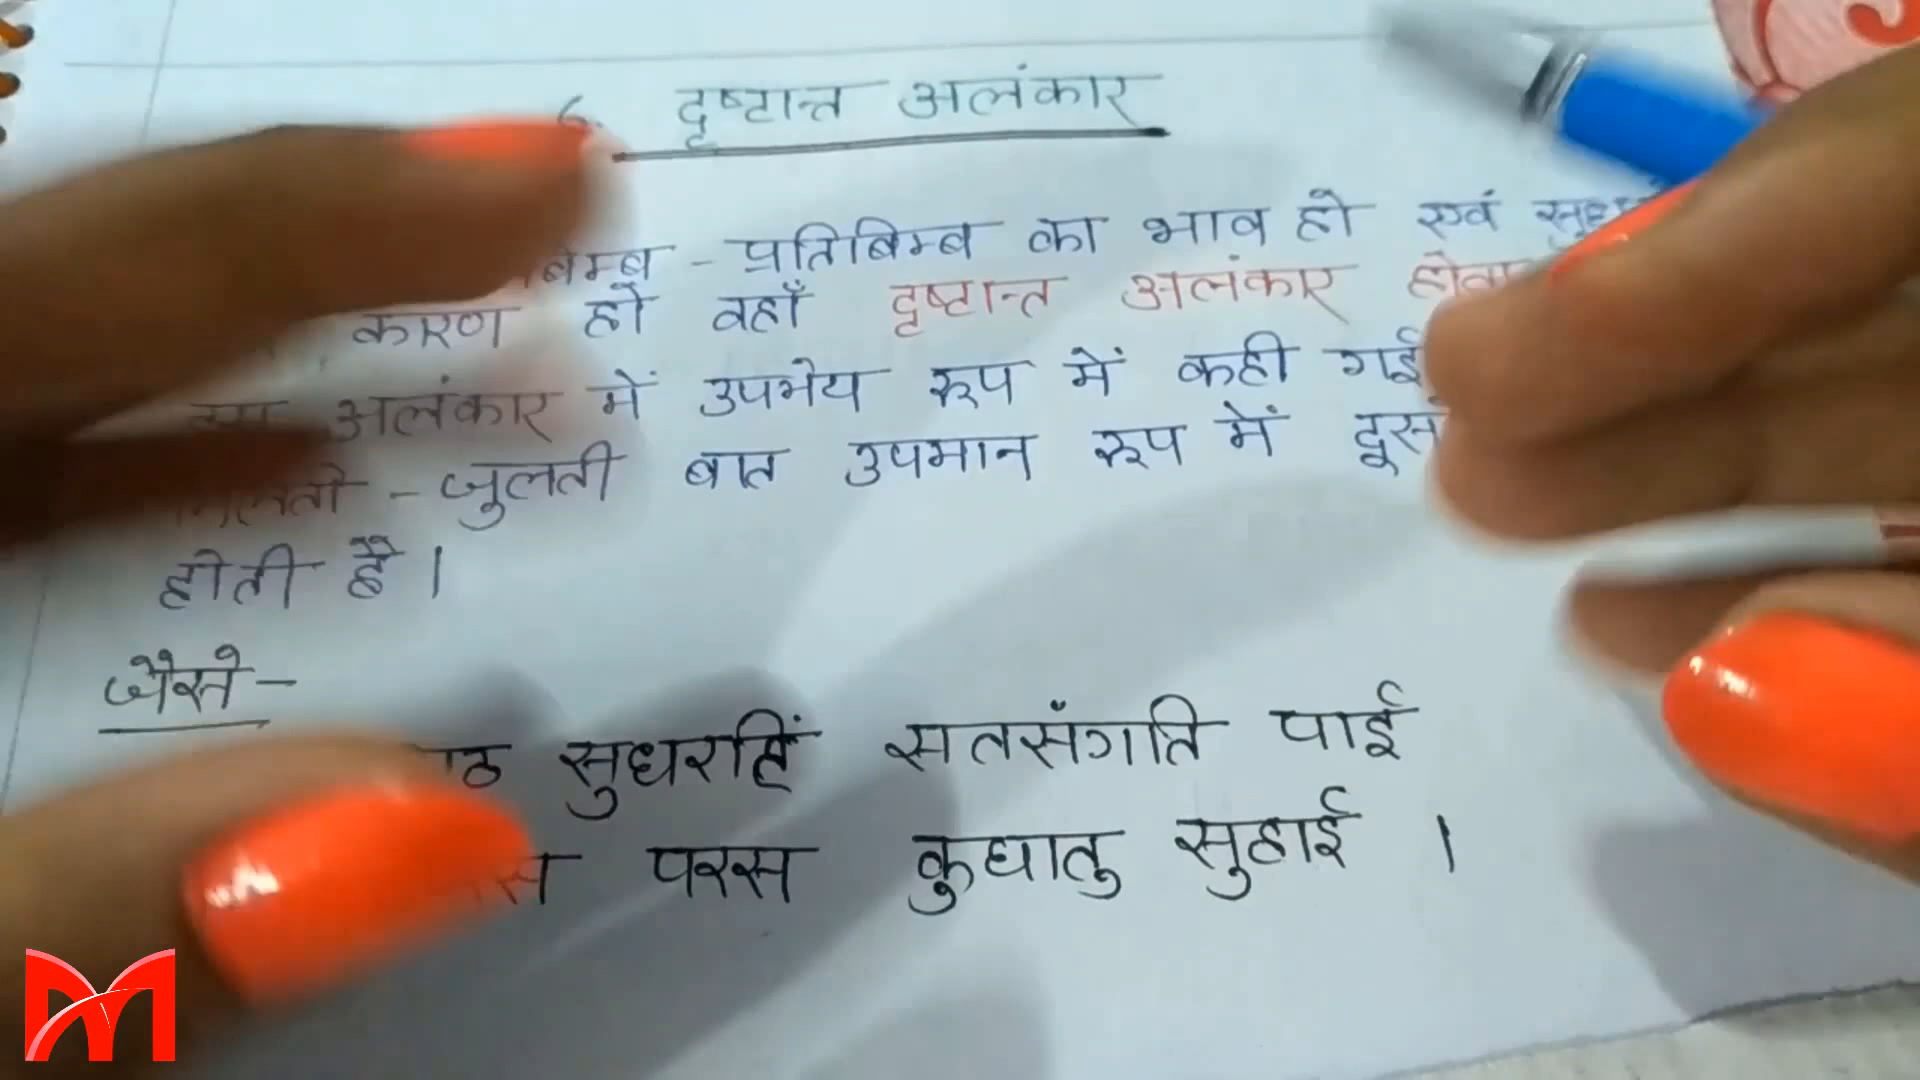 6. दृष्टान्त अलंकार
बिम्ब - प्रतिबिम्ब का भाव हो एवं
कारण हो वहाँ दृष्टान्त अलंकार होता
अलंकार में उपमेय रूप में कही गई
- जुलती बात उपमान रूप में
होती है।
जैसे -
सुधरहिं सतसंगति पाई
परस कुधातु सुहाई ।